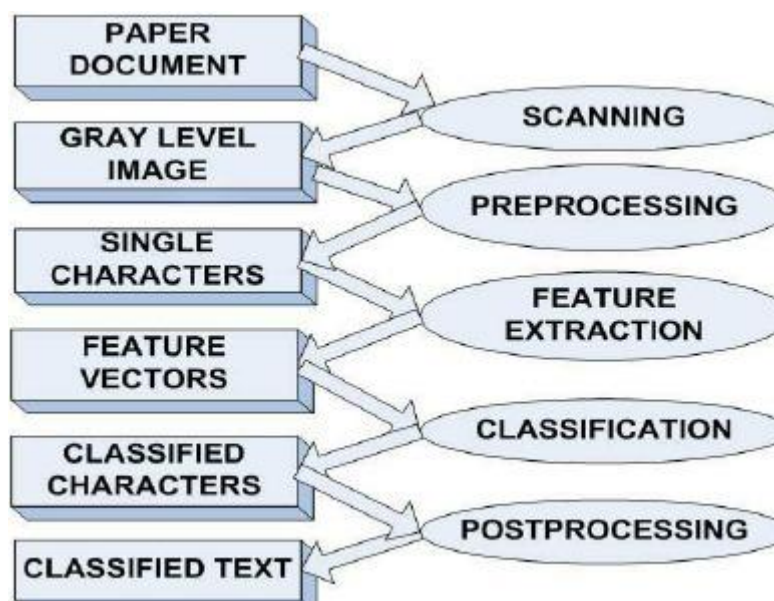 PAPER
DOCUMENT
SCANNING
GRAY LEVEL
IMAGE
PREPROCESSING
SINGLE
CHARACTERS
FEATURE
EXTRACTION
FEATURE
VECTORS
CLASSIFICATION
CLASSIFIED
CHARACTERS
POSTPROCESSING
CLASSIFIED TEXT